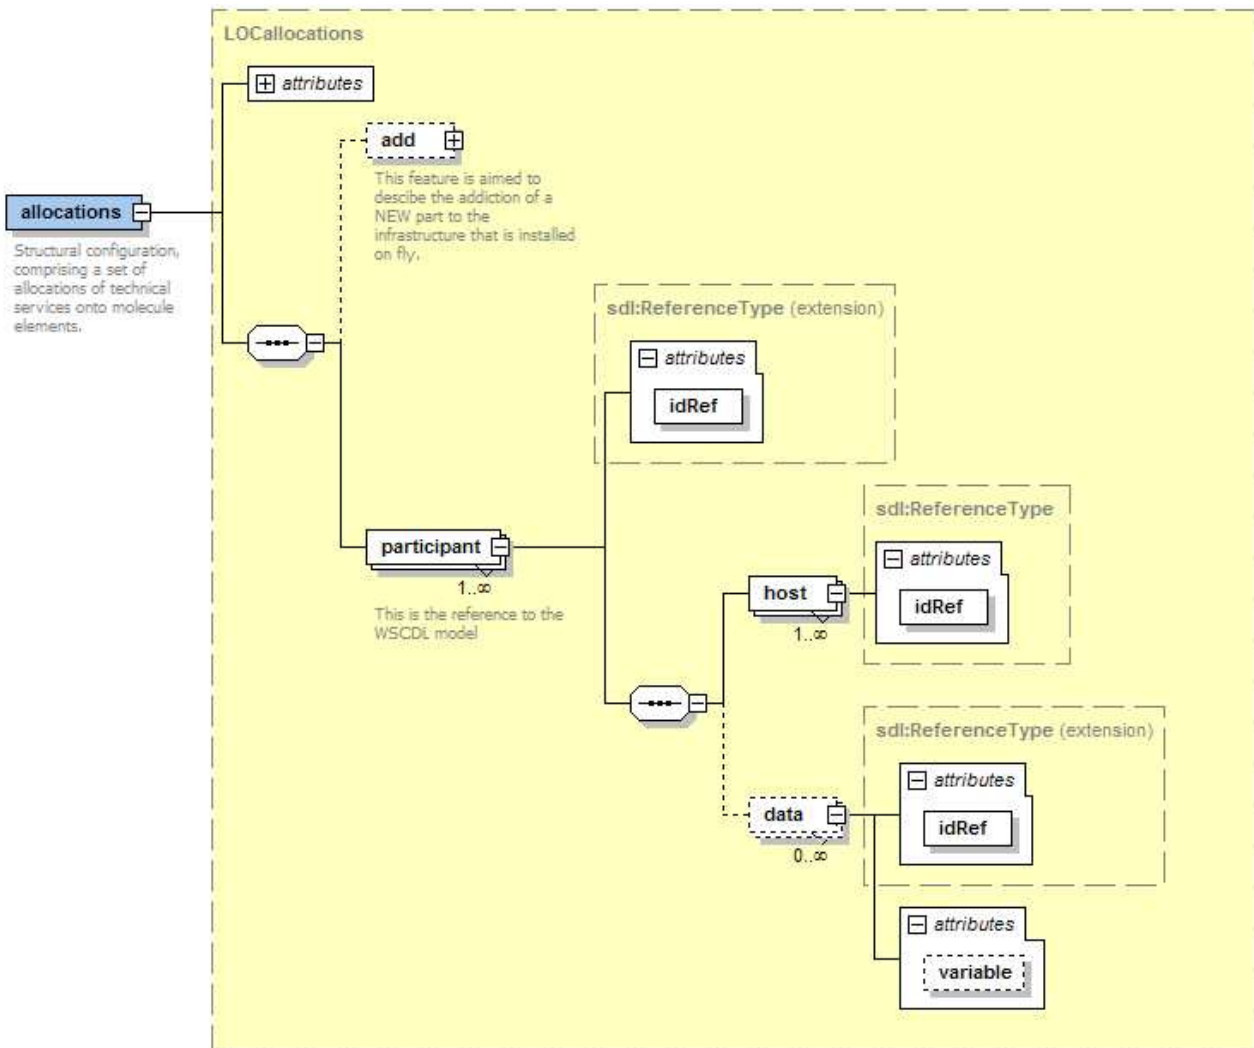 LOCallocations
attributes
add
This feature is aimed to
descibe the addiction of a
NEW part to the
infrastructure that is installed
on fly.
allocations
Structural configuration,
comprising a set of
allocations of technical
services onto molecule
elements.
sdl:ReferenceType (extension)
attributes
idRef
participant
1..∞
This is the reference to the
WSCDL model
sdl:ReferenceType
attributes
idRef
host
1..∞
sdl:ReferenceType (extension)
attributes
idRef
data
0..∞
attributes
variable